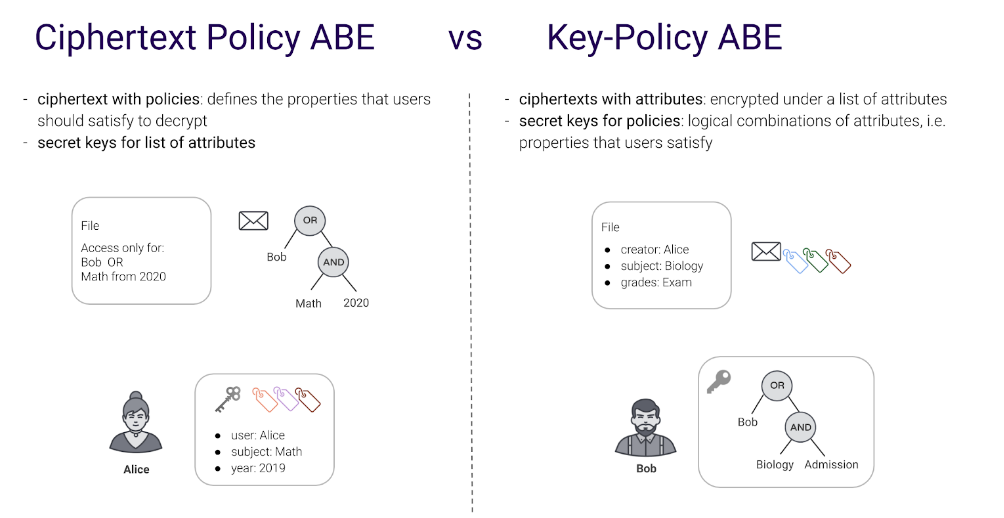 Ciphertext Policy ABE vs Key-Policy ABE
- ciphertext with policies: defines the properties that users
should satisfy to decrypt
- secret keys for list of attributes
File
Access only for:
Bob OR
Math from 2020
OR
Bob
AND
Math 2020
Alice
● user: Alice
● subject: Math
● year: 2019
- ciphertexts with attributes: encrypted under a list of attributes
- secret keys for policies: logical combinations of attributes, i.e.
properties that users satisfy
File
● creator: Alice
● subject: Biology
● grades: Exam
Bob
OR
Bob
AND
Biology Admission